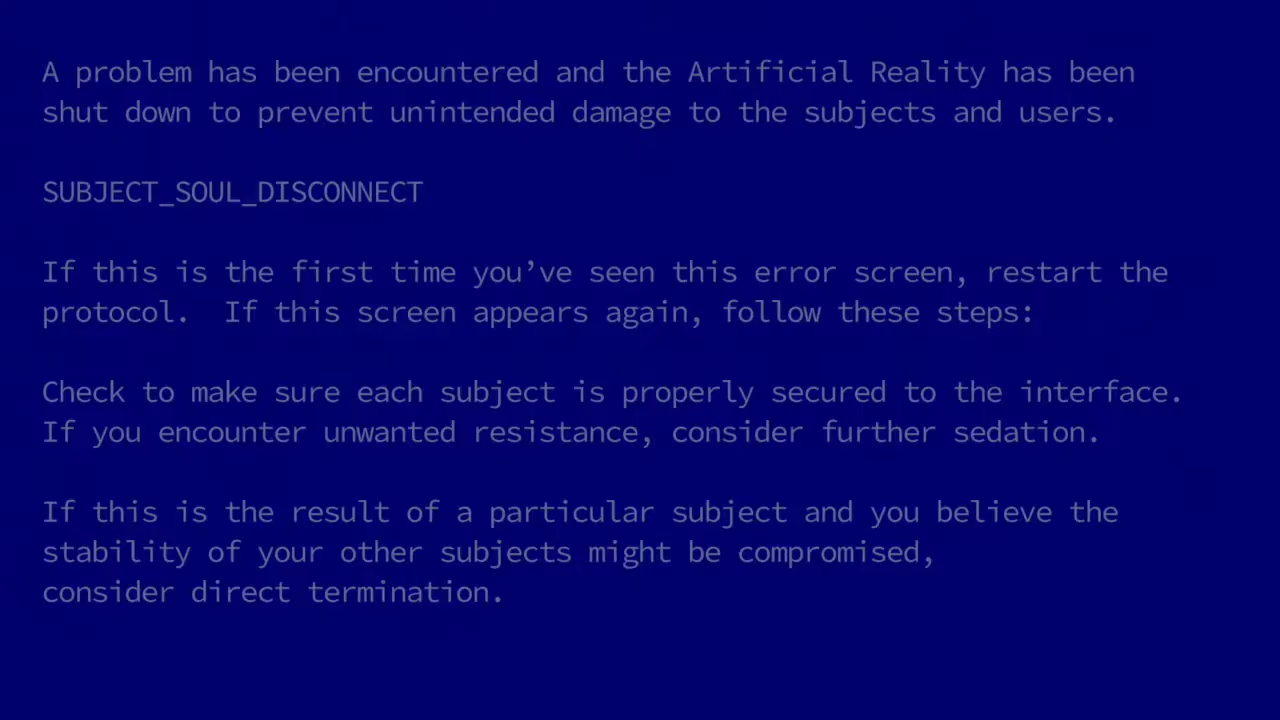 A problem has been encountered and the Artificial Reality has been
shut down to prevent unintended damage to the subjects and users.
SUBJECT_SOUL_DISCONNECT
If this is the first time you’ve seen this error screen, restart the
protocol.  If this screen appears again, follow these steps:
Check to make sure each subject is properly secured to the interface.
If you encounter unwanted resistance, consider further sedation.
If this is the result of a particular subject and you believe the
stability of your other subjects might be compromised,
consider direct termination.